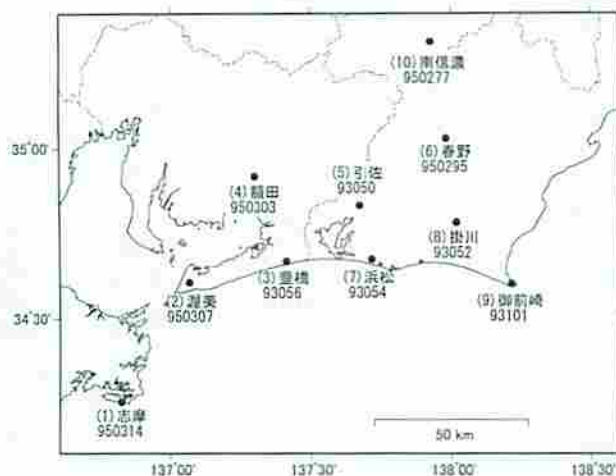 (10) 南信濃
950277
35°00'
(6) 春野
950295
(5) 引佐
93050
(4) 額田
950303
(8) 掛川
93052
(3) 豊橋
93056
(7) 浜松
93054
(2) 渥美
950307
(9) 御前崎
93101
34°30'
(1) 志摩
950314
50 km
137°00'
137°30'
138°00'
138°30'